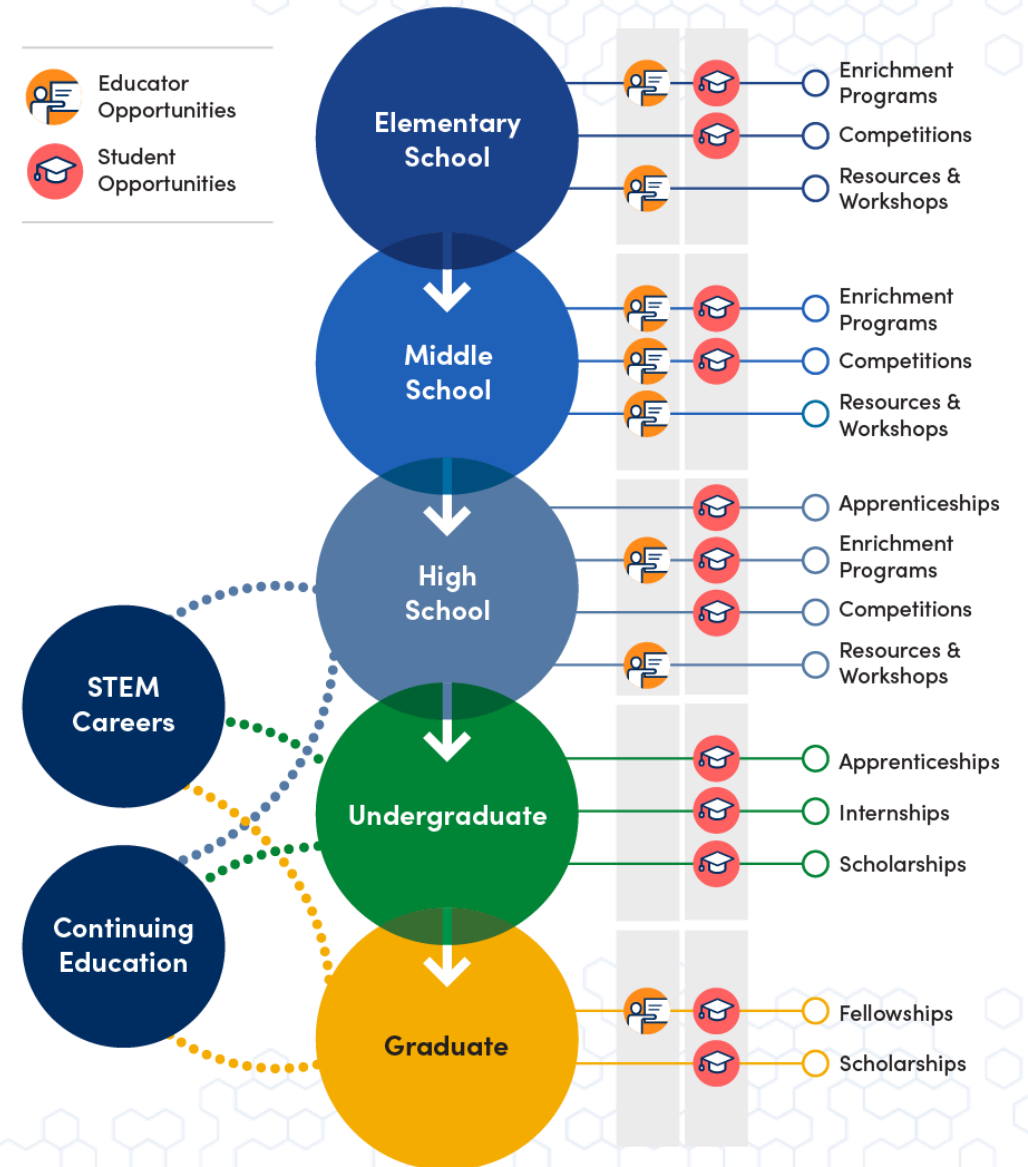 Educator
Opportunities
Student
Opportunities
Elementary
School
Enrichment
Programs
Competitions
Resources &
Workshops
Middle
School
Enrichment
Programs
Competitions
Resources &
Workshops
High
School
Apprenticeships
Enrichment
Programs
Competitions
Resources &
Workshops
STEM
Careers
Undergraduate
Apprenticeships
Internships
Scholarships
Continuing
Education
Graduate
Fellowships
Scholarships